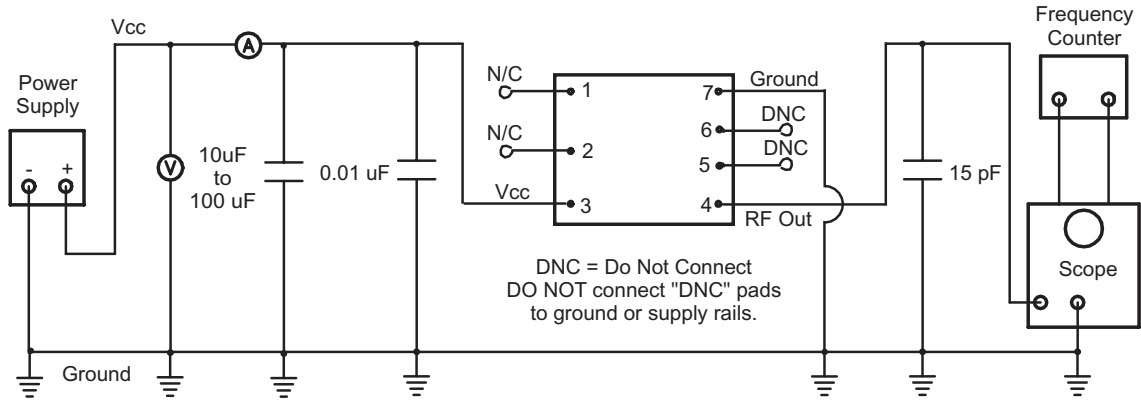 Vcc
A
Frequency
Counter
Power
Supply
- +
V
10uF
to
100 uF
0.01 uF
N/C
1
N/C
2
Vcc
3
7
Ground
6
DNC
5
DNC
4
RF Out
15 pF
Scope
DNC = Do Not Connect
DO NOT connect "DNC" pads
to ground or supply rails.
Ground